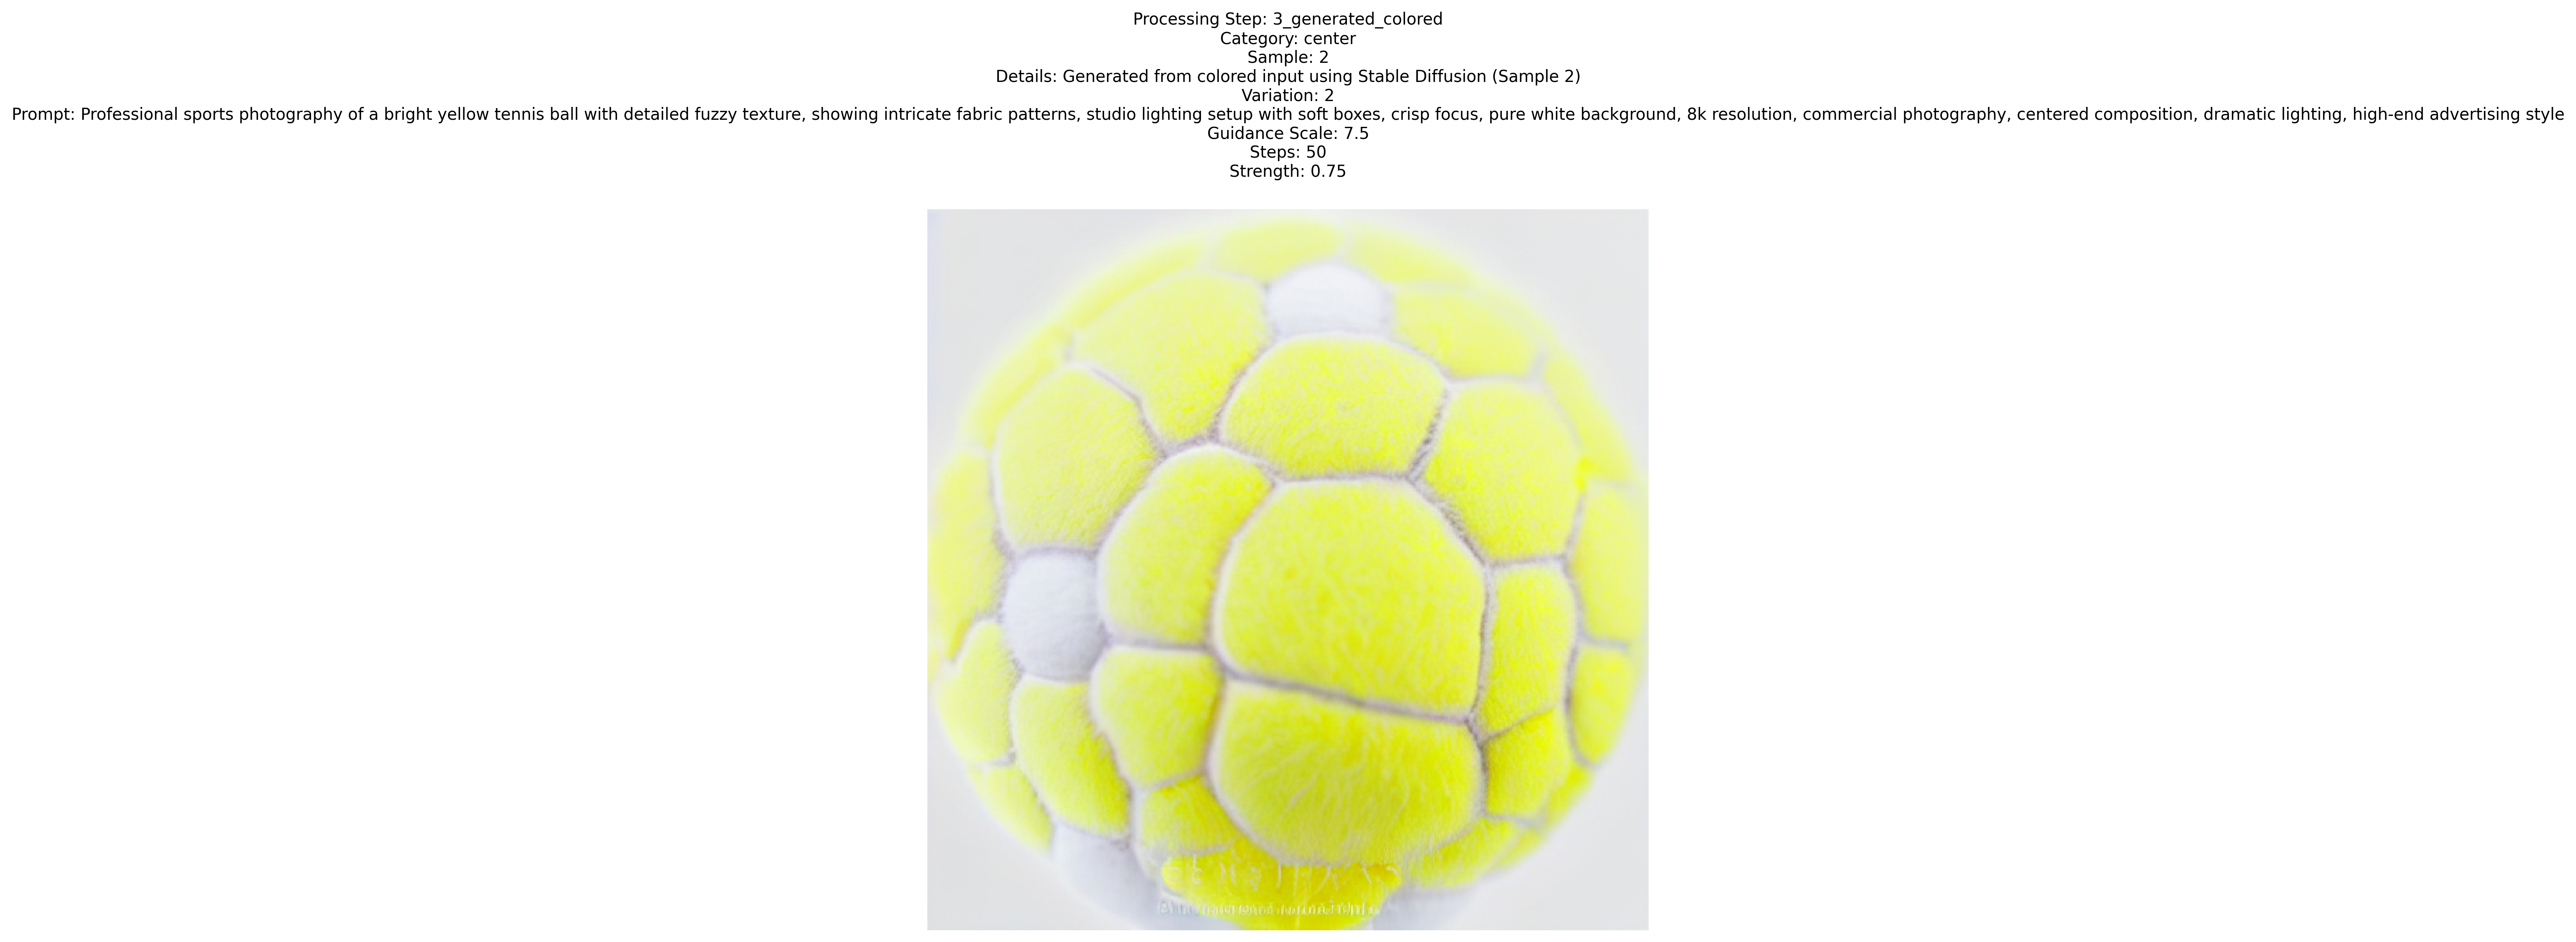 Processing Step: 3_generated_colored
Category: center
Sample: 2
Details: Generated from colored input using Stable Diffusion (Sample 2)
Variation: 2
Prompt: Professional sports photography of a bright yellow tennis ball with detailed fuzzy texture, showing intricate fabric patterns, studio lighting setup with soft boxes, crisp focus, pure white background, 8k resolution, commercial photography, centered composition, dramatic lighting, high-end advertising style
Guidance Scale: 7.5
Steps: 50
Strength: 0.75